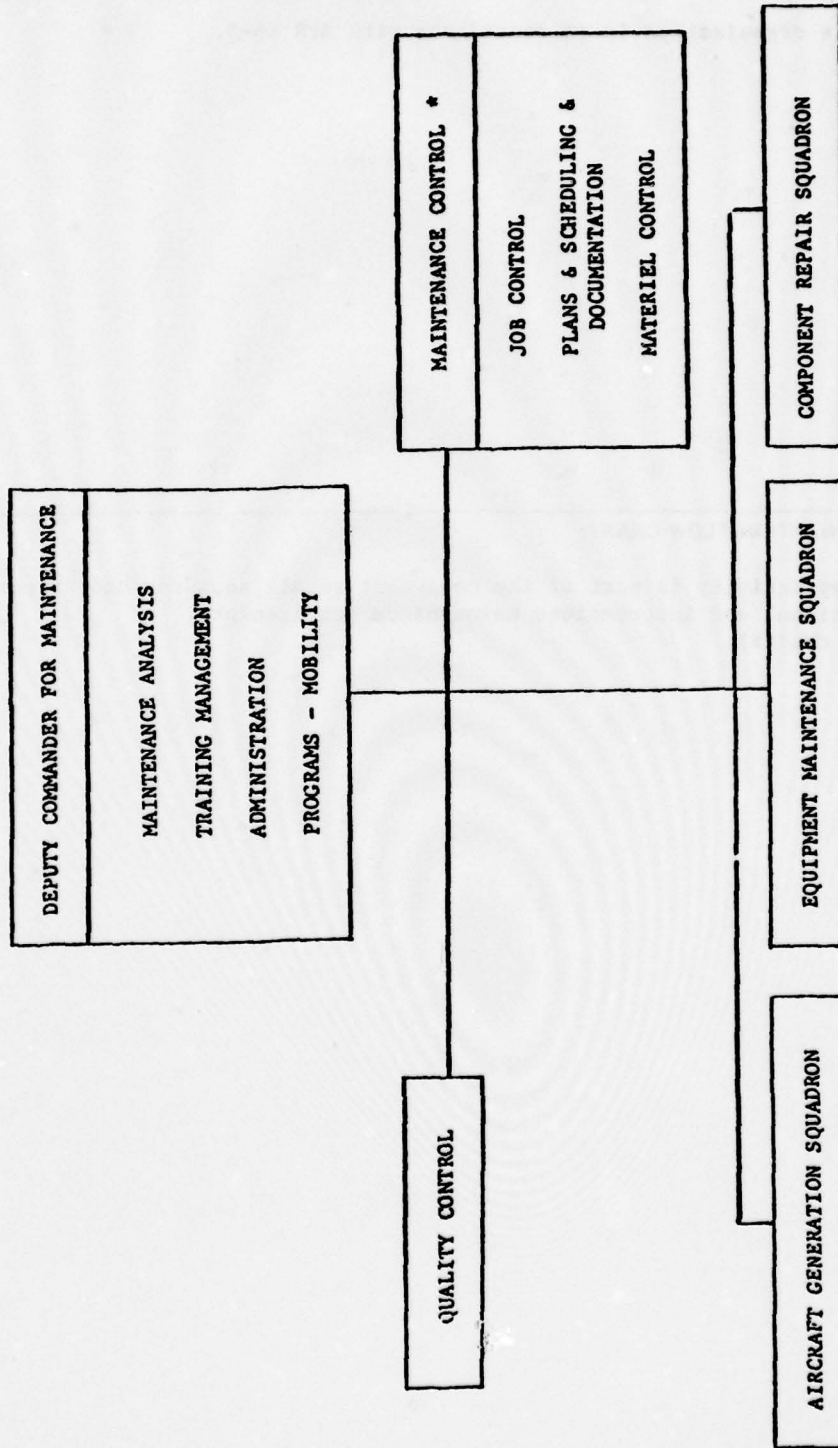 DEPUTY COMMANDER FOR MAINTENANCE
MAINTENANCE ANALYSIS
TRAINING MANAGEMENT
ADMINISTRATION
PROGRAMS - MOBILITY
QUALITY CONTROL
MAINTENANCE CONTROL *
JOB CONTROL
PLANS & SCHEDULING &
DOCUMENTATION
MATERIEL CONTROL
AIRCRAFT GENERATION SQUADRON
EQUIPMENT MAINTENANCE SQUADRON
COMPONENT REPAIR SQUADRON